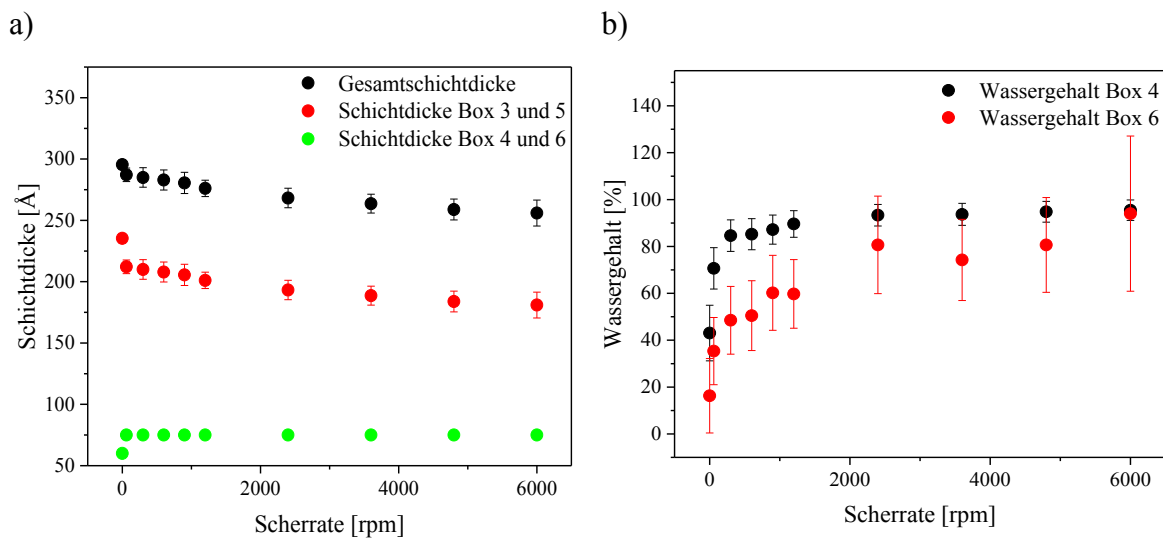 a)
Gesamtschichtdicke
Schichtdicke Box 3 und 5
Schichtdicke Box 4 und 6
Schichtdicke [Å]
350
300
250
200
150
100
50
0
2000
4000
6000
Scherrate [rpm]
b)
Wassergehalt Box 4
Wassergehalt Box 6
Wassergehalt [%]
140
120
100
80
60
40
20
0
0
2000
4000
6000
Scherrate [rpm]